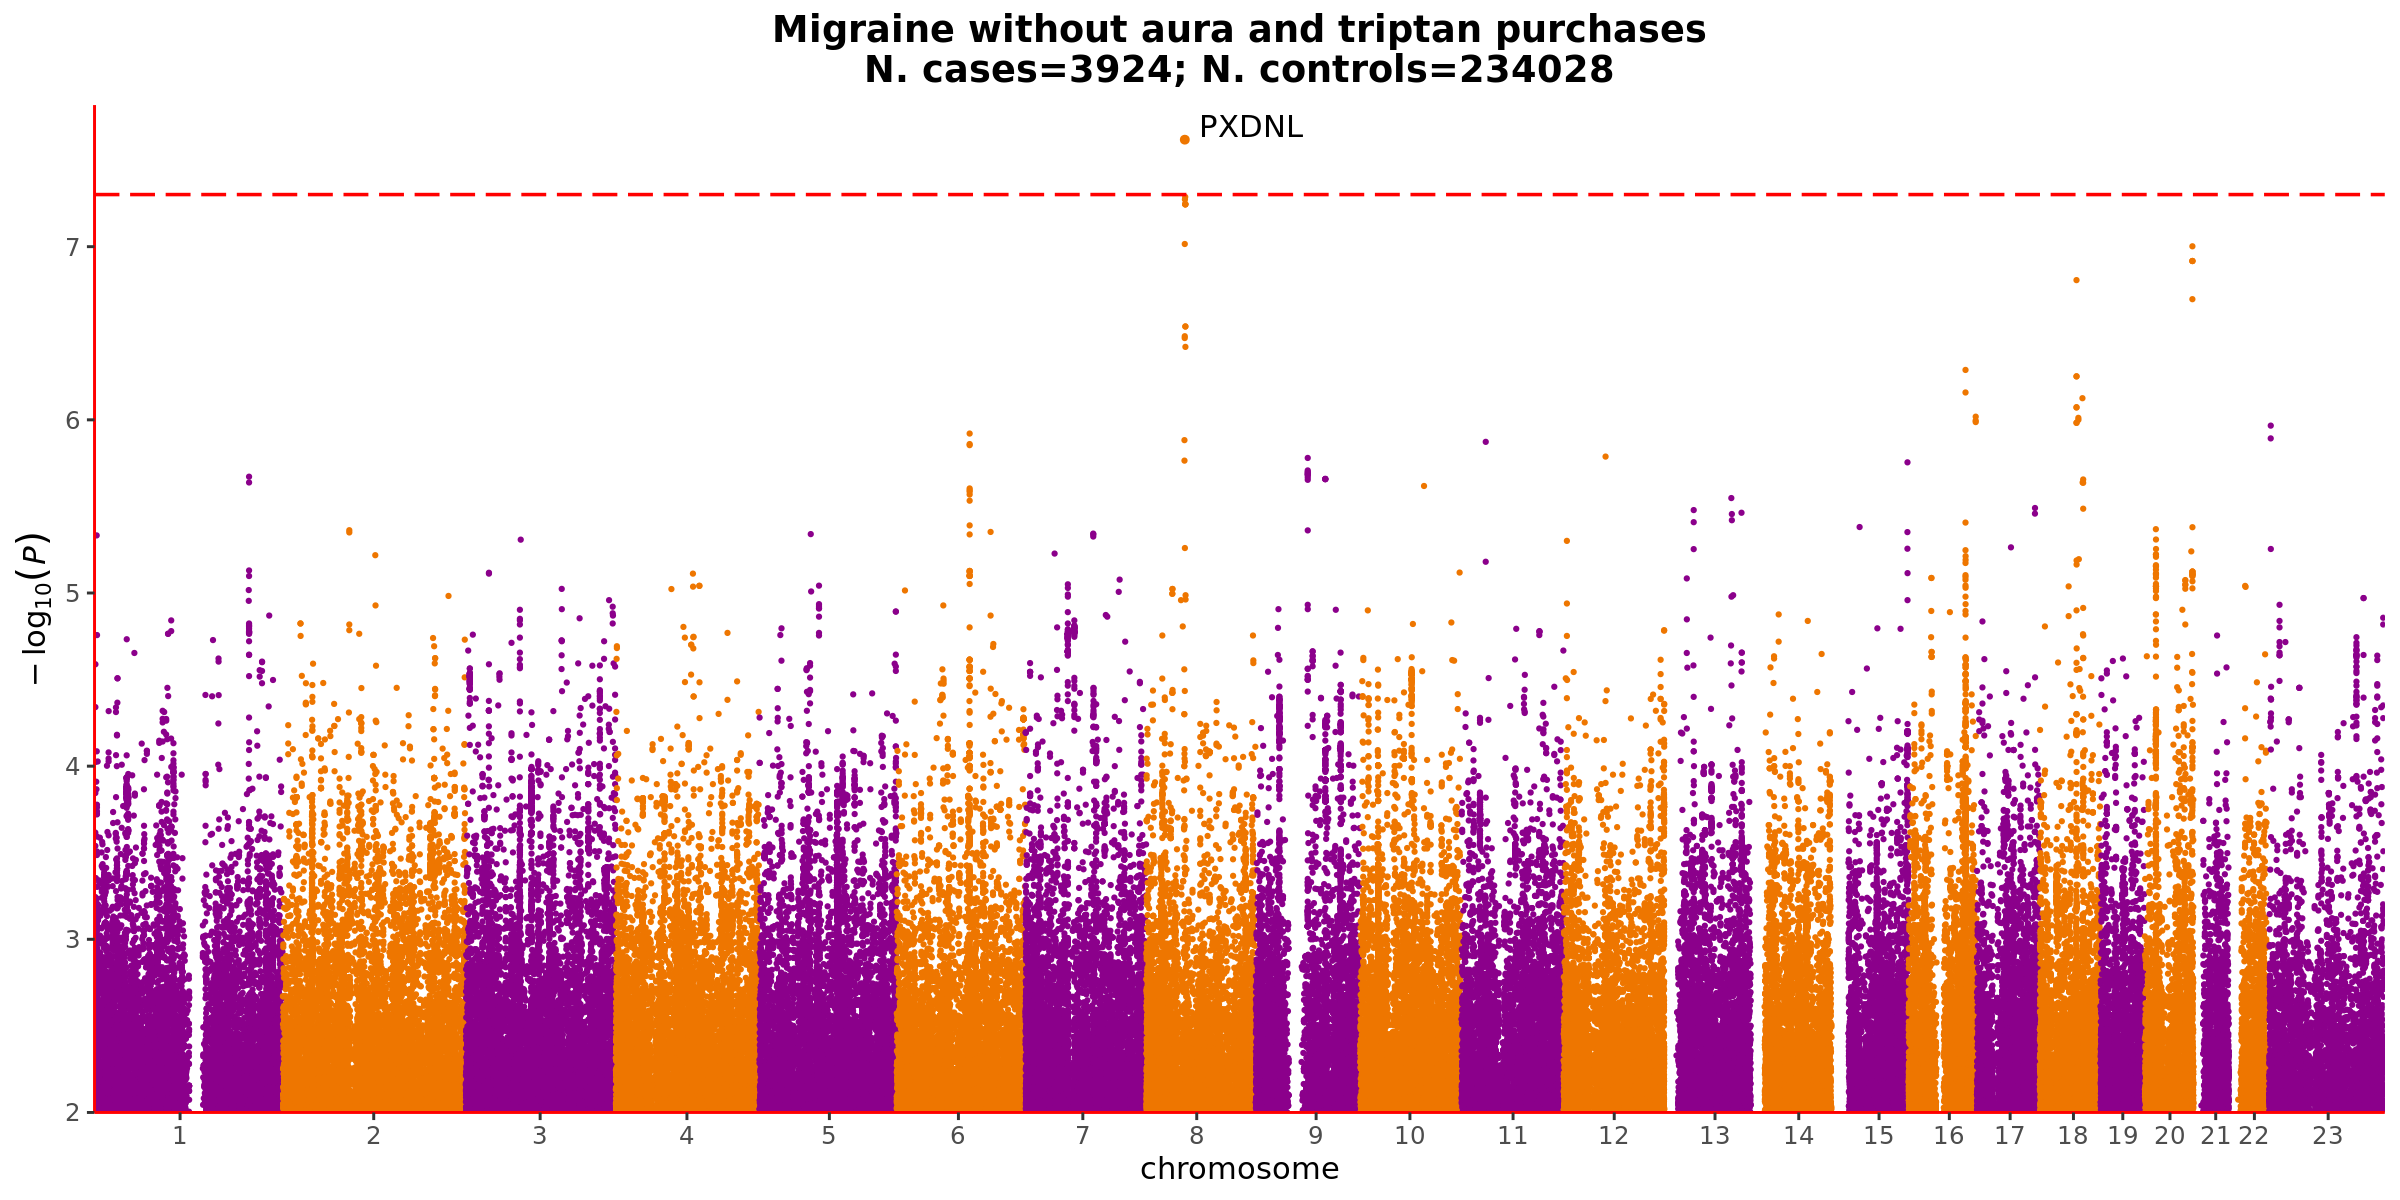 Migraine without aura and triptan purchases
N. cases=3924; N. controls=234028
PXDNL
7
6
5
4
3
2
−log10(P)
1 2 3 4 5 6 7 8 9 10 11 12 13 14 15 16 17 18 19 20 21 22 23
chromosome